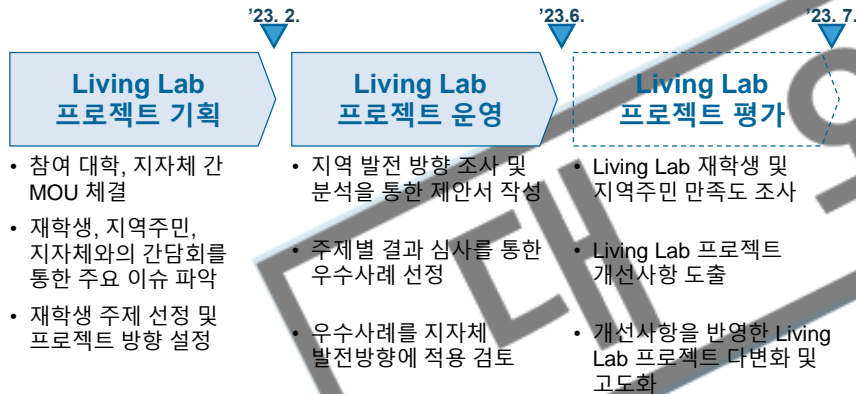 ’23. 2.
’23.6.
’23. 7.
Living Lab
프로젝트 기획
• 참여 대학, 지자체 간
MOU 체결
• 재학생, 지역주민,
지자체와의 간담회를
통한 주요 이슈 파악
• 재학생 주제 선정 및
프로젝트 방향 설정
Living Lab
프로젝트 운영
• 지역 발전 방향 조사 및
분석을 통한 제안서 작성
• 주제별 결과 심사를 통한
우수사례 선정
• 우수사례를 지자체
발전방향에 적용 검토
Living Lab
프로젝트 평가
• Living Lab 재학생 및
지역주민 만족도 조사
• Living Lab 프로젝트
개선사항 도출
• 개선사항을 반영한 Living
Lab 프로젝트 다변화 및
고도화
대